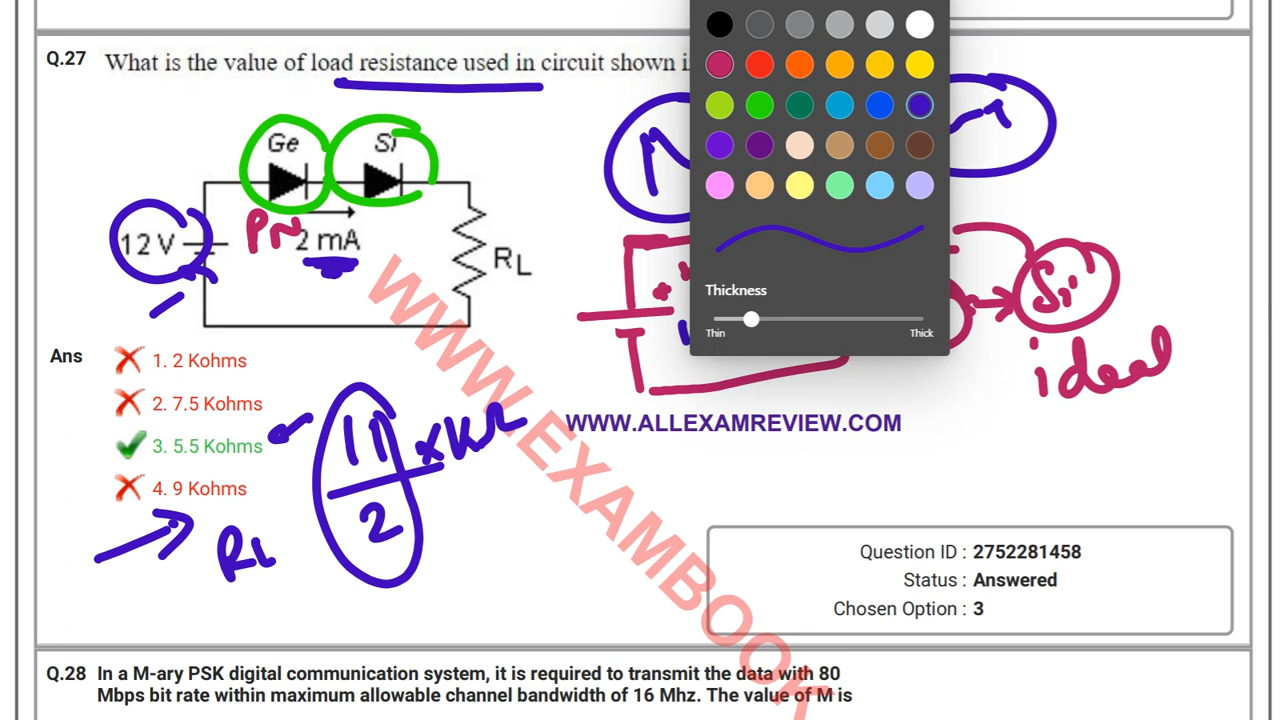 Q.27 What is the value of load resistance used in circuit shown i
Ge
Si
12 V
PN
2 mA
RL
Si
ideal
Thickness
Thin
Thick
Ans
1. 2 Kohms
2. 7.5 Kohms
3. 5.5 Kohms
4. 9 Kohms
11
2
×KΩ
RL
WWW.ALLEXAMREVIEW.COM
WWW.EXAMBOOK
Question ID : 2752281458
Status : Answered
Chosen Option : 3
Q.28 In a M-ary PSK digital communication system, it is required to transmit the data with 80
Mbps bit rate within maximum allowable channel bandwidth of 16 Mhz. The value of M is